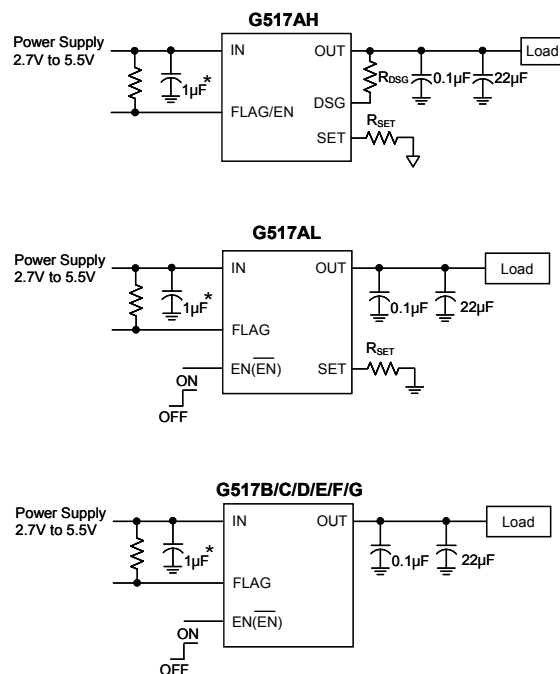 G517AH
Power Supply
2.7V to 5.5V
IN
OUT
Load
1µF*
RDSG
0.1µF
22µF
DSG
FLAG/EN
SET
RSET
G517AL
Power Supply
2.7V to 5.5V
IN
OUT
Load
1µF*
0.1µF
22µF
FLAG
ON
EN(EN)
SET
RSET
OFF
G517B/C/D/E/F/G
Power Supply
2.7V to 5.5V
IN
OUT
Load
1µF*
0.1µF
22µF
FLAG
ON
EN(EN)
OFF